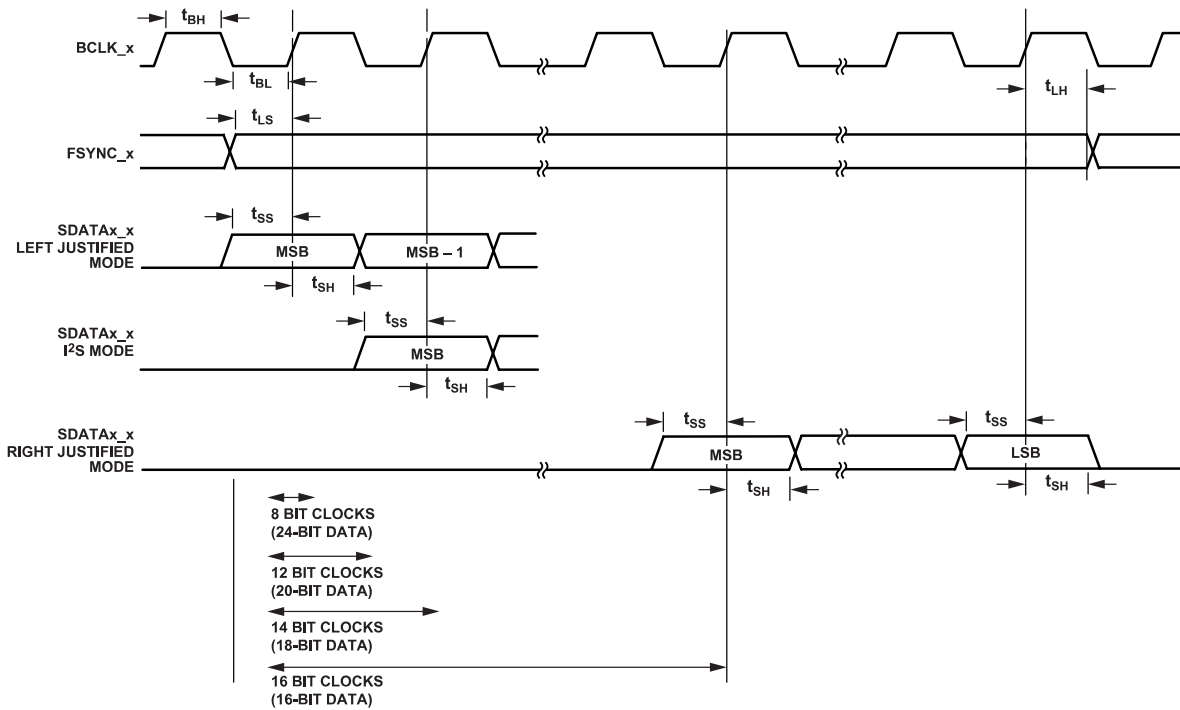 tBH
BCLK_x
tBL
tLH
tLS
FSYNC_x
SDATAx_x
LEFT JUSTIFIED
MODE
tSS
MSB
MSB – 1
tSH
SDATAx_x
I2S MODE
tSS
MSB
tSH
SDATAx_x
RIGHT JUSTIFIED
MODE
tSS
tSS
MSB
LSB
tSH
tSH
8 BIT CLOCKS
(24-BIT DATA)
12 BIT CLOCKS
(20-BIT DATA)
14 BIT CLOCKS
(18-BIT DATA)
16 BIT CLOCKS
(16-BIT DATA)